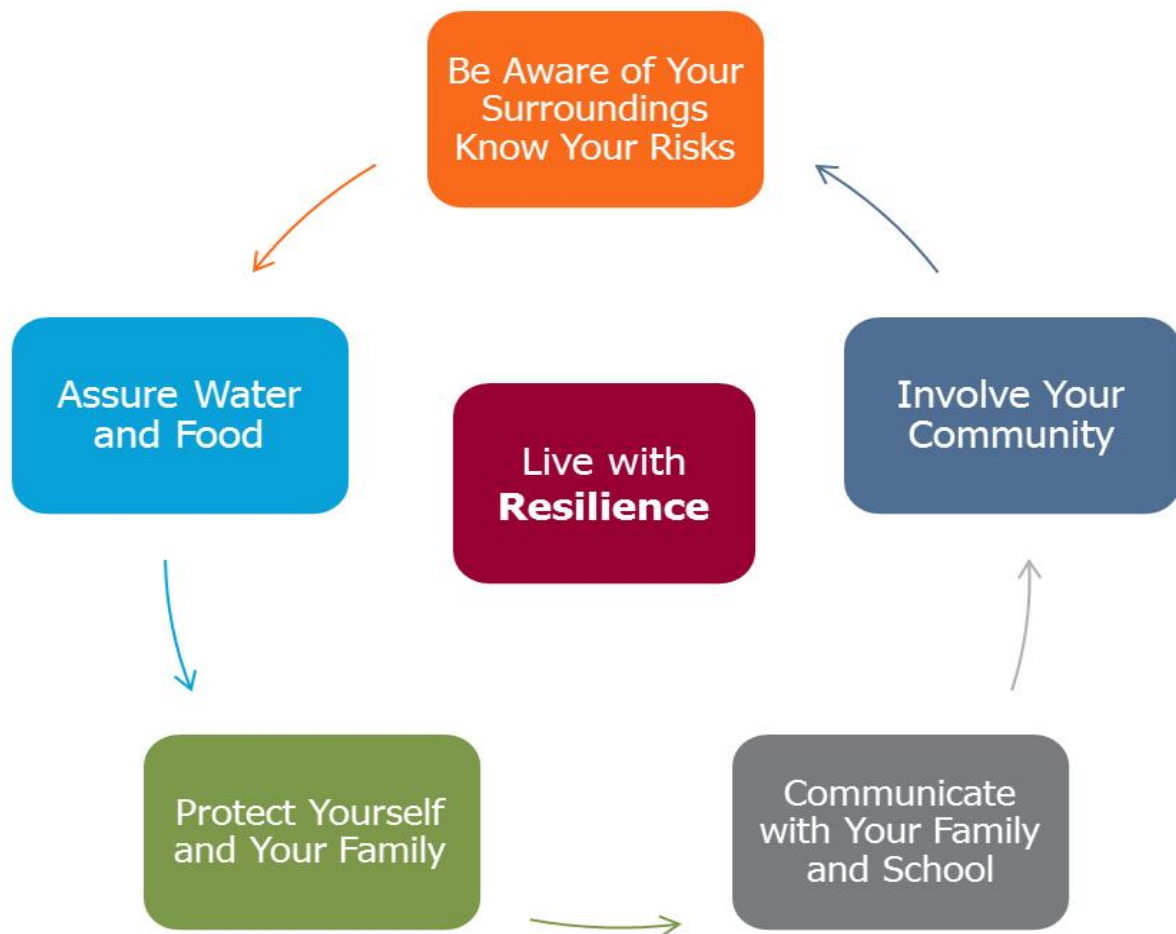 Be Aware of Your
Surroundings
Know Your Risks
Assure Water
and Food
Live with
Resilience
Involve Your
Community
Protect Yourself
and Your Family
Communicate
with Your Family
and School